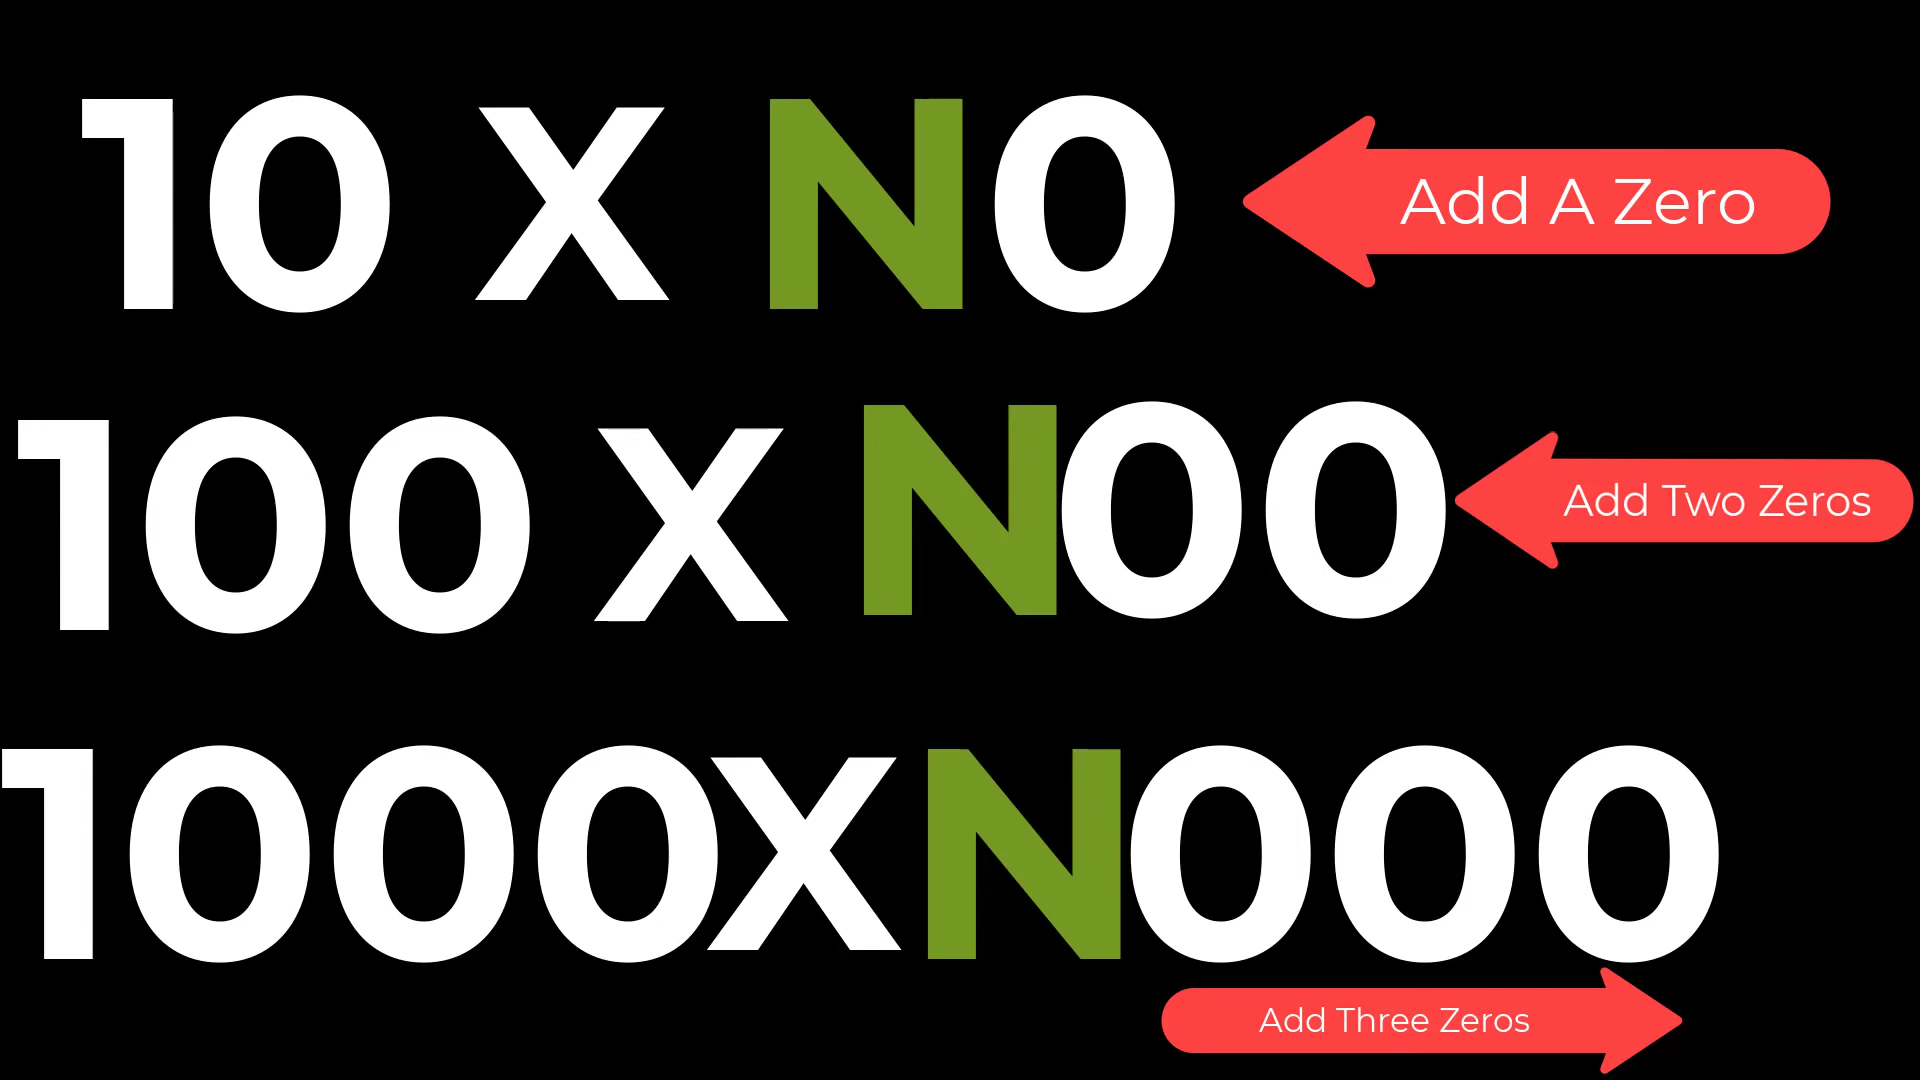 10 X N0
Add A Zero
100 X N00
Add Two Zeros
1000XN000
Add Three Zeros